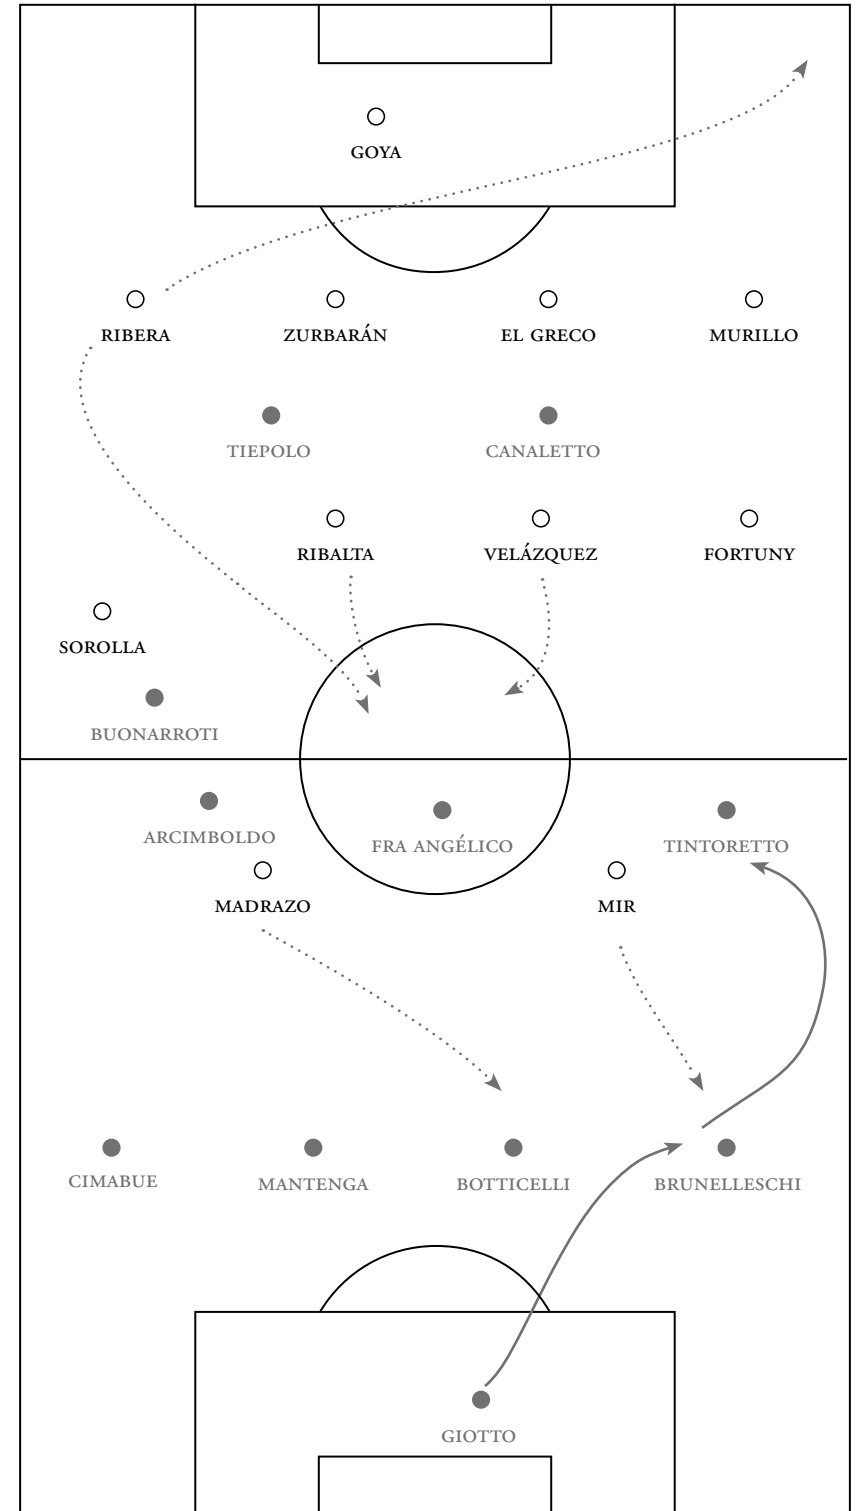 GOYA
RIBERA
ZURBARÁN
EL GRECO
MURILLO
TIEPOLO
CANALETTO
RIBALTA
VELÁZQUEZ
FORTUNY
SOROLLA
BUONARROTI
ARCIMBOLDO
FRA ANGÉLICO
TINTORETTO
MADRAZO
MIR
CIMABUE
MANTENGA
BOTTICELLI
BRUNELLESCHI
GIOTTO